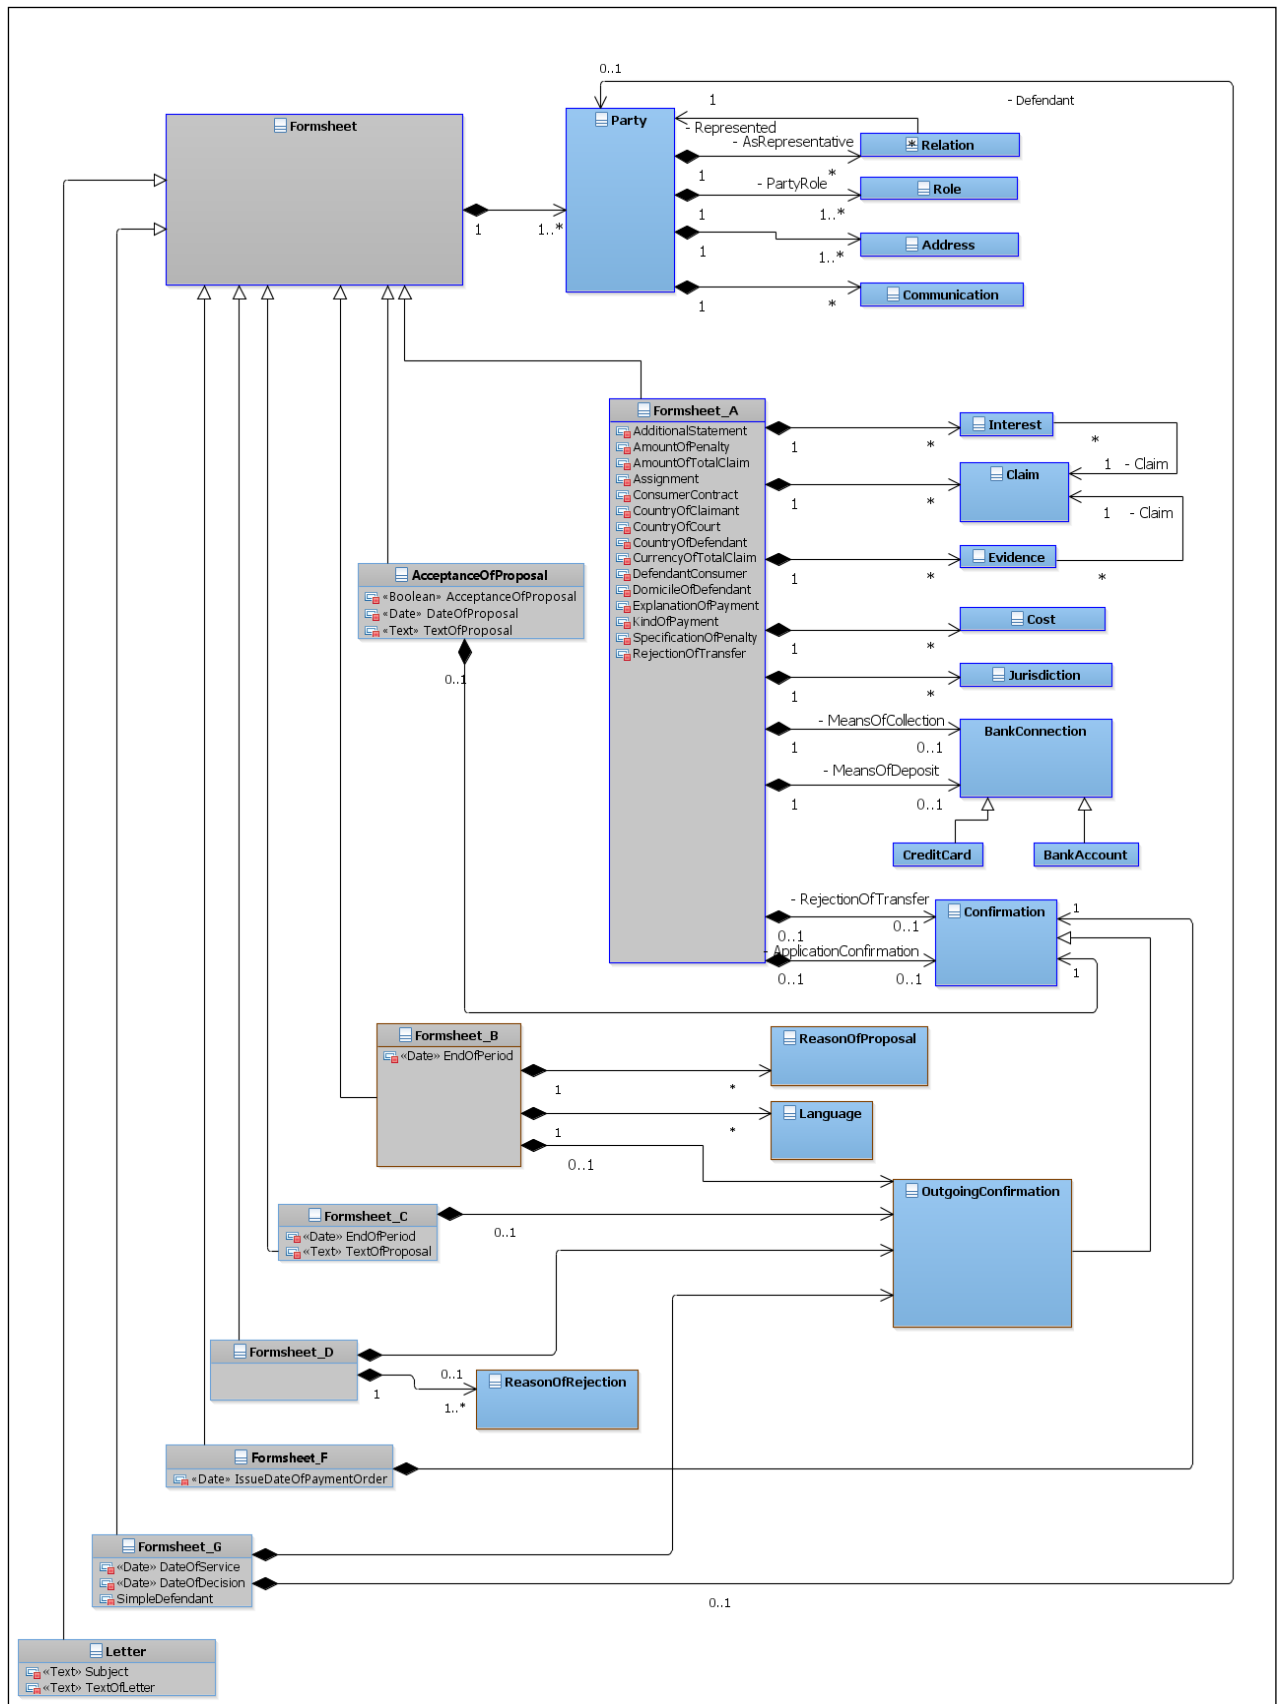 0..1
- Defendant
1
Formsheet
Party
- Represented
- AsRepresentative
Relation
*
1
*
- PartyRole
Role
1
1..*
1
1..*
Address
1
1..*
Communication
1
*
Formsheet_A
AdditionalStatement
AmountOfPenalty
AmountOfTotalClaim
Assignment
ConsumerContract
CountryOfClaimant
CountryOfCourt
CountryOfDefendant
CurrencyOfTotalClaim
DefendantConsumer
DomicileOfDefendant
ExplanationOfPayment
KindOfPayment
SpecificationOfPenalty
RejectionOfTransfer
Interest
1
*
*
1 - Claim
Claim
1
*
1 - Claim
Evidence
1
*
*
AcceptanceOfProposal
«Boolean» AcceptanceOfProposal
«Date» DateOfProposal
«Text» TextOfProposal
0..1
Cost
1
*
Jurisdiction
1
*
- MeansOfCollection
1
0..1
BankConnection
- MeansOfDeposit
1
0..1
CreditCard
BankAccount
- RejectionOfTransfer
0..1
0..1
Confirmation
1
- ApplicationConfirmation
0..1
0..1
1
Formsheet_B
«Date» EndOfPeriod
ReasonOfProposal
1
*
Language
1
*
0..1
OutgoingConfirmation
Formsheet_C
«Date» EndOfPeriod
«Text» TextOfProposal
0..1
Formsheet_D
0..1
1
1..*
ReasonOfRejection
Formsheet_F
«Date» IssueDateOfPaymentOrder
Formsheet_G
«Date» DateOfService
«Date» DateOfDecision
SimpleDefendant
0..1
Letter
«Text» Subject
«Text» TextOfLetter